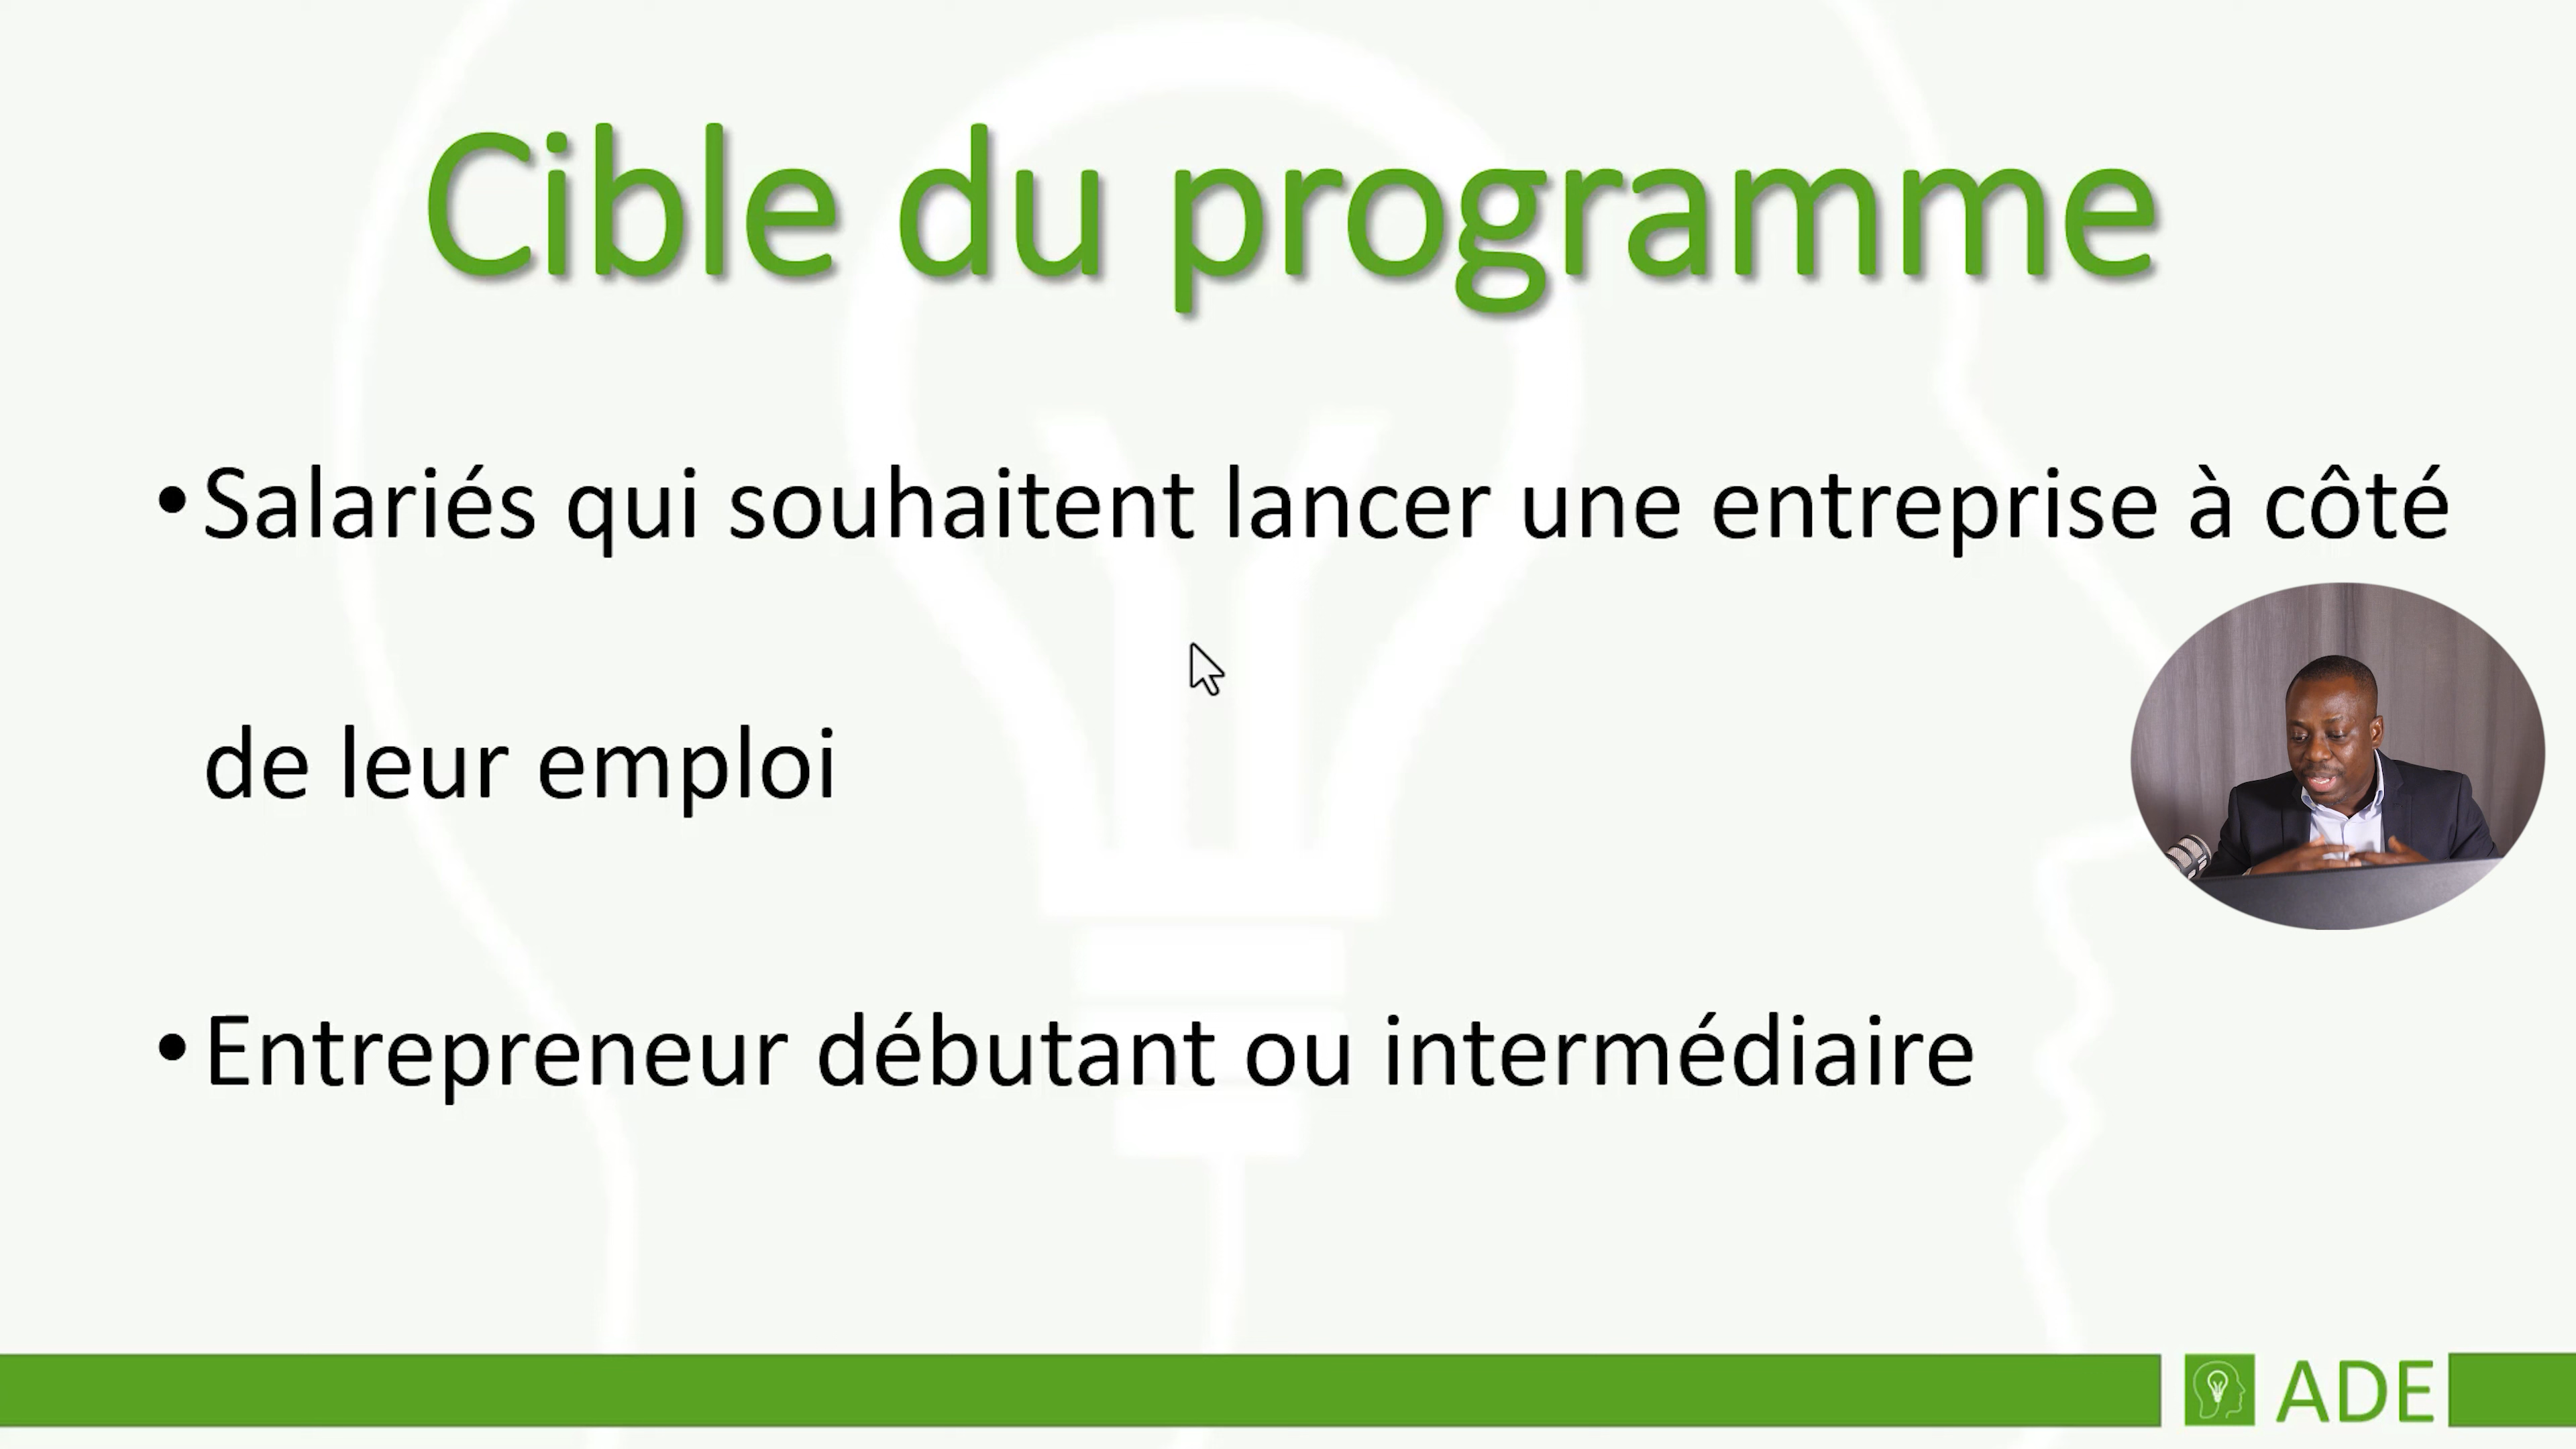 Cible du programme
•Salariés qui souhaitent lancer une entreprise à côté
de leur emploi
•Entrepreneur débutant ou intermédiaire
ADE